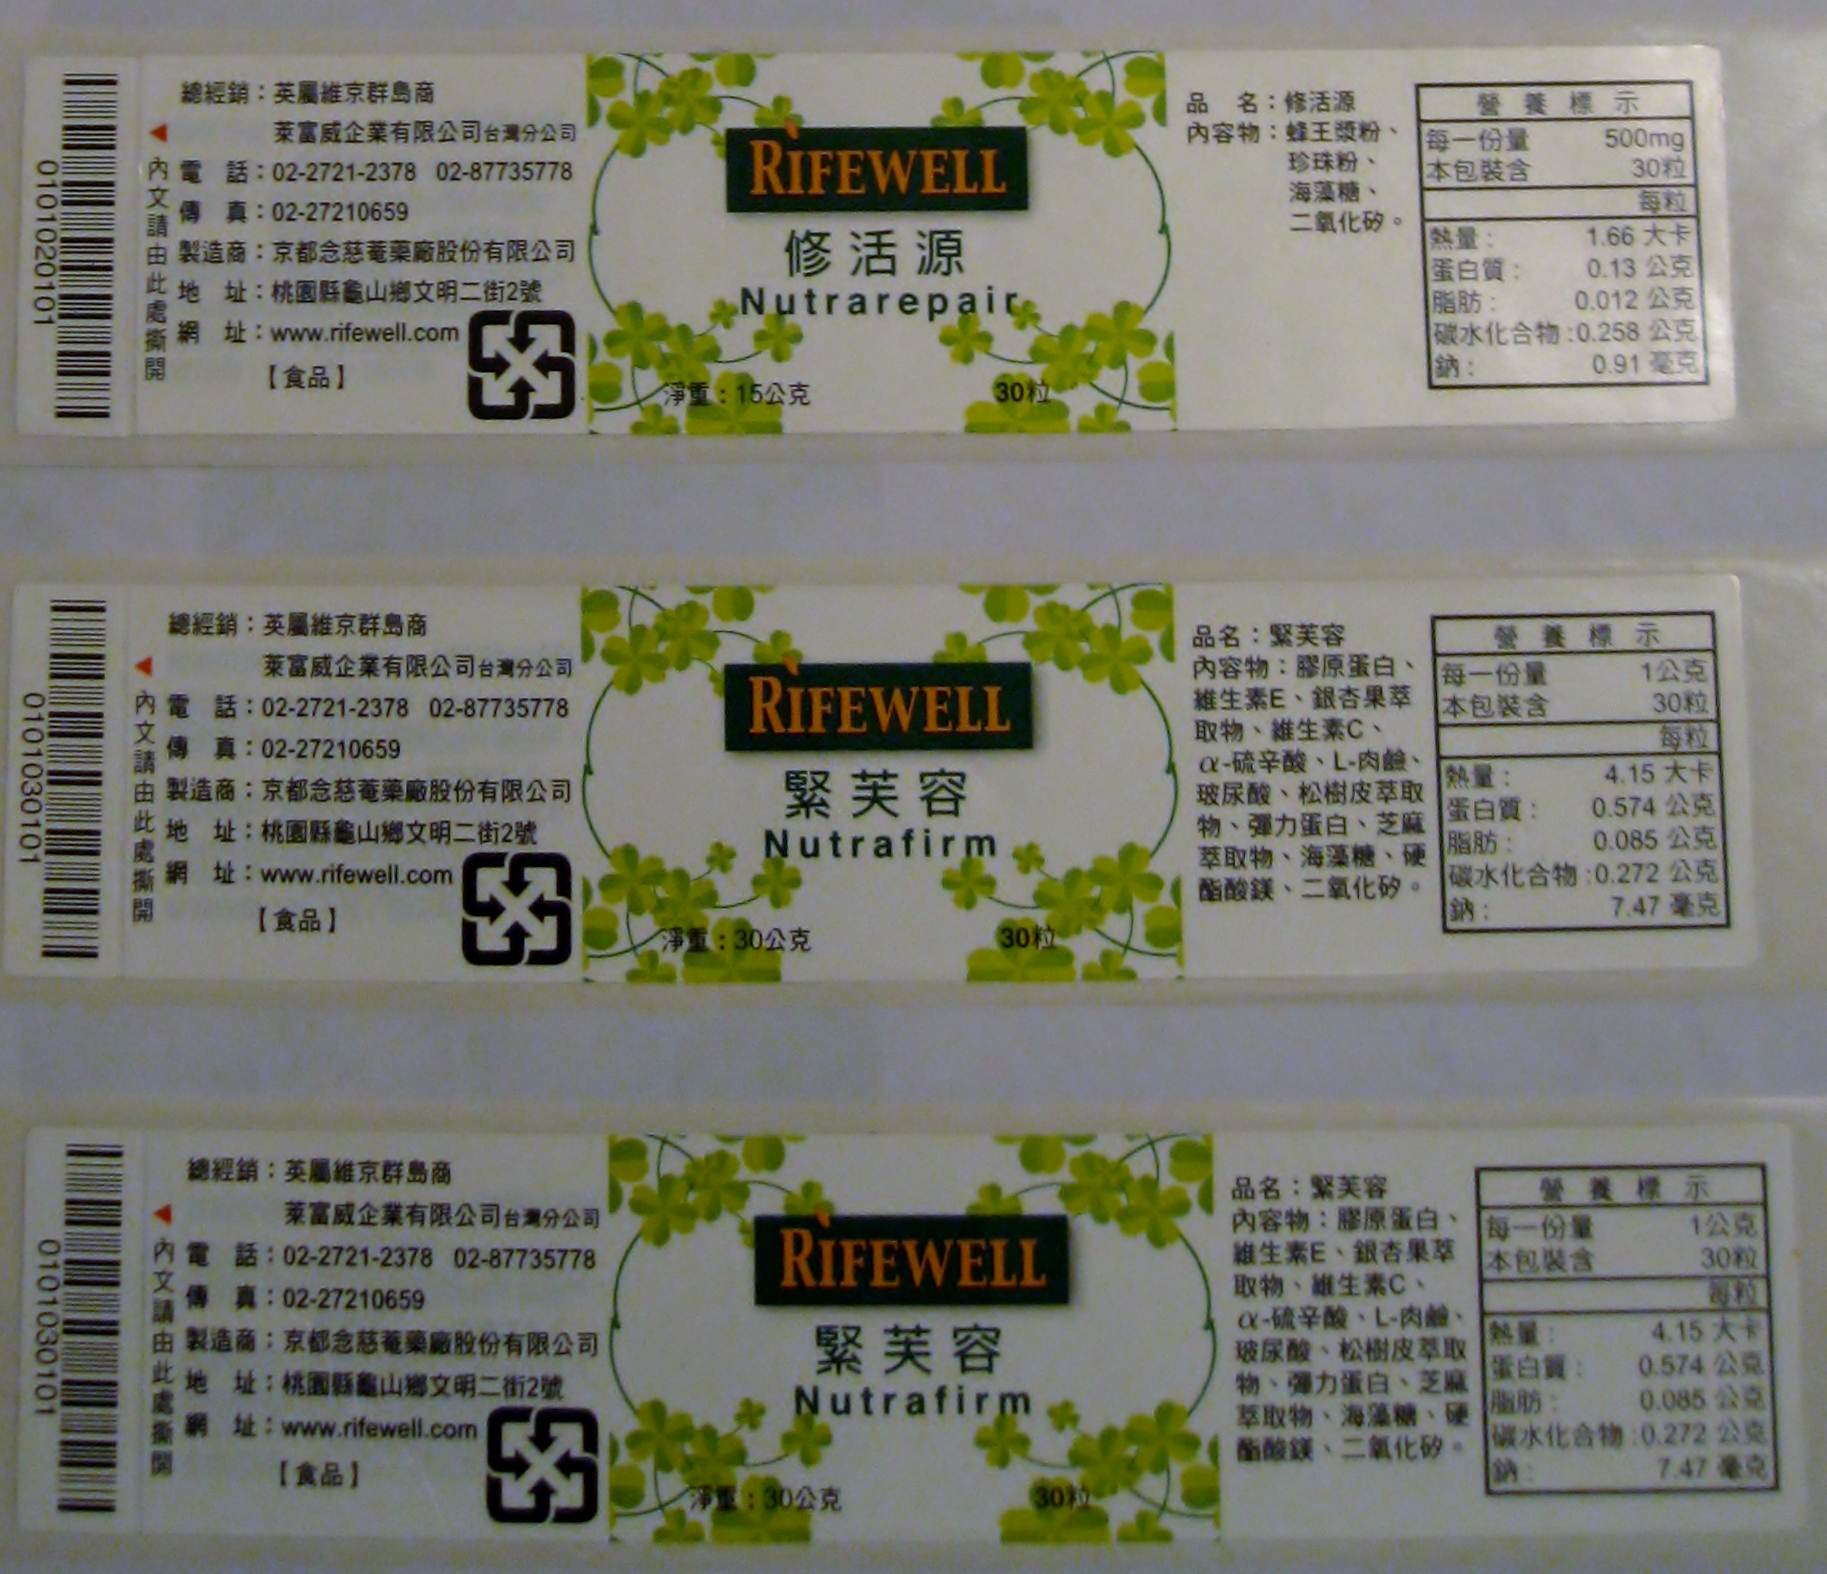 01010201101
內文請由此處撕開
總經銷：英屬維京群島商
萊富威企業有限公司台灣分公司
電　話：02-2721-2378 02-87735778
傳　真：02-27210659
製造商：京都念慈菴藥廠股份有限公司
地　址：桃園縣龜山鄉文明二街2號
網　址：www.rifewell.com
【食品】
RIFEWELL
修活源
Nutrarepair
淨重：15公克 30粒
品　名：修活源
內容物：蜂王漿粉、
珍珠粉、
海藻糖、
二氧化矽。
營養標示
每一份量 500mg
本包裝含 30粒
每粒
熱量： 1.66 大卡
蛋白質： 0.13 公克
脂肪： 0.012 公克
碳水化合物：0.258 公克
鈉： 0.91 毫克
01010301101
內文請由此處撕開
總經銷：英屬維京群島商
萊富威企業有限公司台灣分公司
電　話：02-2721-2378 02-87735778
傳　真：02-27210659
製造商：京都念慈菴藥廠股份有限公司
地　址：桃園縣龜山鄉文明二街2號
網　址：www.rifewell.com
【食品】
RIFEWELL
緊芙容
Nutrafirm
淨重：30公克 30粒
品名：緊芙容
內容物：膠原蛋白、
維生素E、銀杏果萃
取物、維生素C、
α-硫辛酸、L-肉鹼、
玻尿酸、松樹皮萃取
物、彈力蛋白、芝麻
萃取物、海藻糖、硬
酯酸鎂、二氧化矽。
營養標示
每一份量 1公克
本包裝含 30粒
每粒
熱量： 4.15 大卡
蛋白質： 0.574 公克
脂肪： 0.085 公克
碳水化合物：0.272 公克
鈉： 7.47 毫克
01010301101
內文請由此處撕開
總經銷：英屬維京群島商
萊富威企業有限公司台灣分公司
電　話：02-2721-2378 02-87735778
傳　真：02-27210659
製造商：京都念慈菴藥廠股份有限公司
地　址：桃園縣龜山鄉文明二街2號
網　址：www.rifewell.com
【食品】
RIFEWELL
緊芙容
Nutrafirm
淨重：30公克 30粒
品名：緊芙容
內容物：膠原蛋白、
維生素E、銀杏果萃
取物、維生素C、
α-硫辛酸、L-肉鹼、
玻尿酸、松樹皮萃取
物、彈力蛋白、芝麻
萃取物、海藻糖、硬
酯酸鎂、二氧化矽。
營養標示
每一份量 1公克
本包裝含 30粒
每粒
熱量： 4.15 大卡
蛋白質： 0.574 公克
脂肪： 0.085 公克
碳水化合物：0.272 公克
鈉： 7.47 毫克